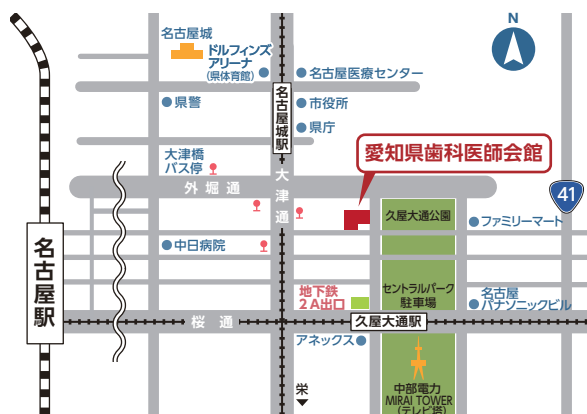 N
名古屋城
ドルフィンズ
アリーナ
(県体育館)
名古屋医療センター
県警
市役所
県庁
名古屋城駅
大津橋
バス停
愛知県歯科医師会館
外堀通
大津通
久屋大通公園
41
ファミリーマート
名古屋駅
中日病院
地下鉄
2A出口
セントラルパーク
駐車場
名古屋
パナソニックビル
桜通
久屋大通駅
アネックス
栄
中部電力
MIRAI TOWER
(テレビ塔)